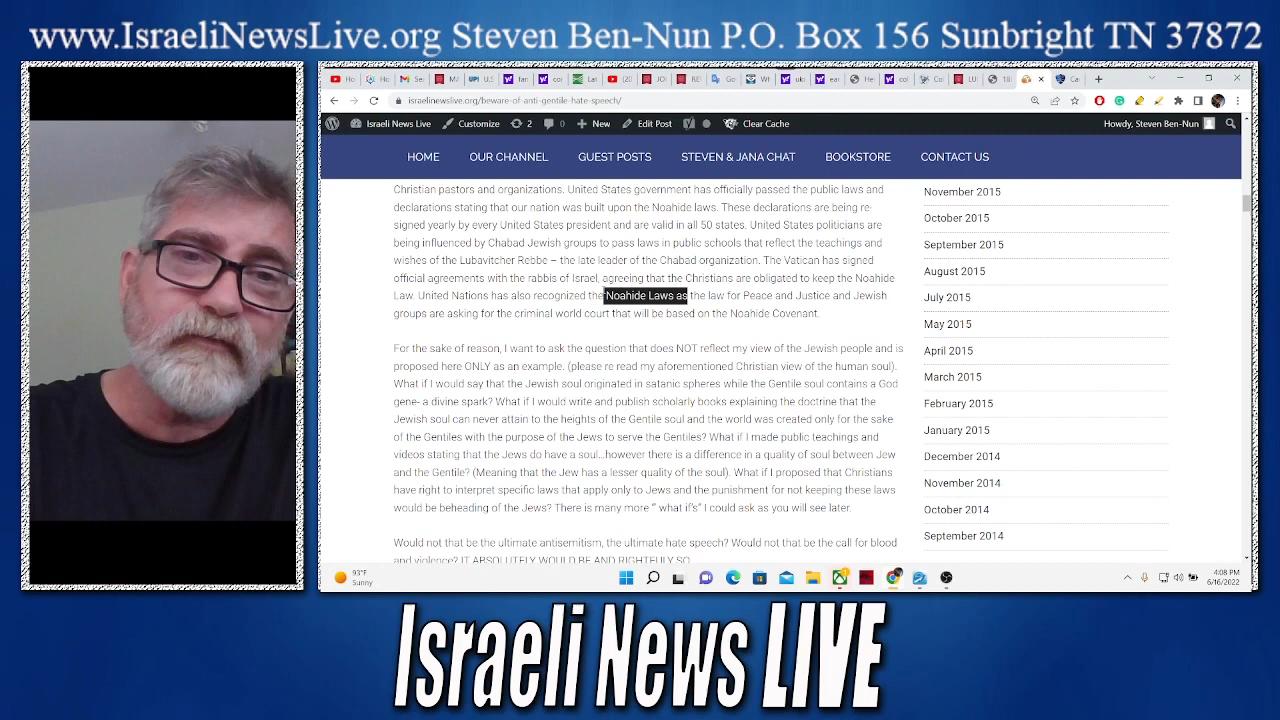 www.IsraeliNewsLive.org Steven Ben-Nun P.O. Box 156 Sunbright TN 37872
israelinewslive.org/beware-of-anti-gentile-hate-speech/
Israeli News Live Customize 2 0 New Edit Post Clear Cache Howdy, Steven Ben-Nun
HOME OUR CHANNEL GUEST POSTS STEVEN & JANA CHAT BOOKSTORE CONTACT US
Christian pastors and organizations. United States government has officially passed the public laws and
declarations stating that our nation was built upon the Noahide laws. These declarations are being re-
signed yearly by every United States president and are valid in all 50 states. United States politicians are
being influenced by Chabad Jewish groups to pass laws in public schools that reflect the teachings and
wishes of the Lubavitcher Rebbe – the late leader of the Chabad organization. The Vatican has signed
official agreements with the rabbis of Israel, agreeing that the Christians are obligated to keep the Noahide
Law. United Nations has also recognized the Noahide Laws as the law for Peace and Justice and Jewish
groups are asking for the criminal world court that will be based on the Noahide Covenant.
For the sake of reason, I want to ask the question that does NOT reflect my view of the Jewish people and is
proposed here ONLY as an example. (please re read my aforementioned Christian view of the human soul).
What if I would say that the Jewish soul originated in satanic spheres while the Gentile soul contains a God
gene- a divine spark? What if I would write and publish scholarly books explaining the doctrine that the
Jewish soul can never attain to the heights of the Gentile soul and the world was created only for the sake
of the Gentiles with the purpose of the Jews to serve the Gentiles? What if I made public teachings and
videos stating that the Jews do have a soul...however there is a difference in a quality of soul between Jew
and the Gentile? (Meaning that the Jew has a lesser quality of the soul). What if I proposed that Christians
have right to interpret specific laws that apply only to Jews and the punishment for not keeping these laws
would be beheading of the Jews? There is many more “” what if's” I could ask as you will see later.
Would not that be the ultimate antisemitism, the ultimate hate speech? Would not that be the call for blood
and violence? IT ABSOLUTELY WOULD BE AND RIGHTFULLY SO
November 2015
October 2015
September 2015
August 2015
July 2015
May 2015
April 2015
March 2015
February 2015
January 2015
December 2014
November 2014
October 2014
September 2014
93°F
Sunny
4:08 PM
6/16/2022
Israeli News LIVE